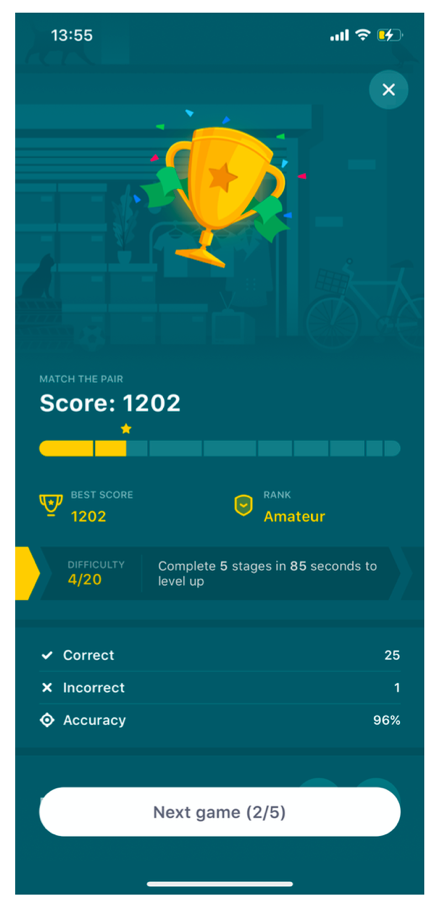 13:55
MATCH THE PAIR
Score: 1202
BEST SCORE
1202
RANK
Amateur
DIFFICULTY
4/20
Complete 5 stages in 85 seconds to
level up
Correct
25
Incorrect
1
Accuracy
96%
Next game (2/5)